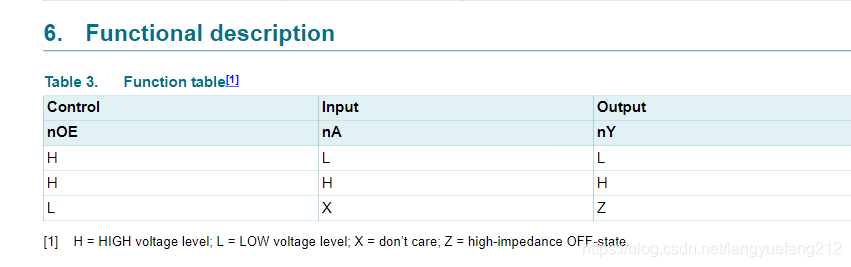 6. Functional description
Table 3. Function table[1]
Control Input Output
nOE nA nY
H L L
H H H
L X Z
[1] H = HIGH voltage level; L = LOW voltage level; X = don't care; Z = high-impedance OFF-state.
https://blog.csdn.net/lengyuefeng212